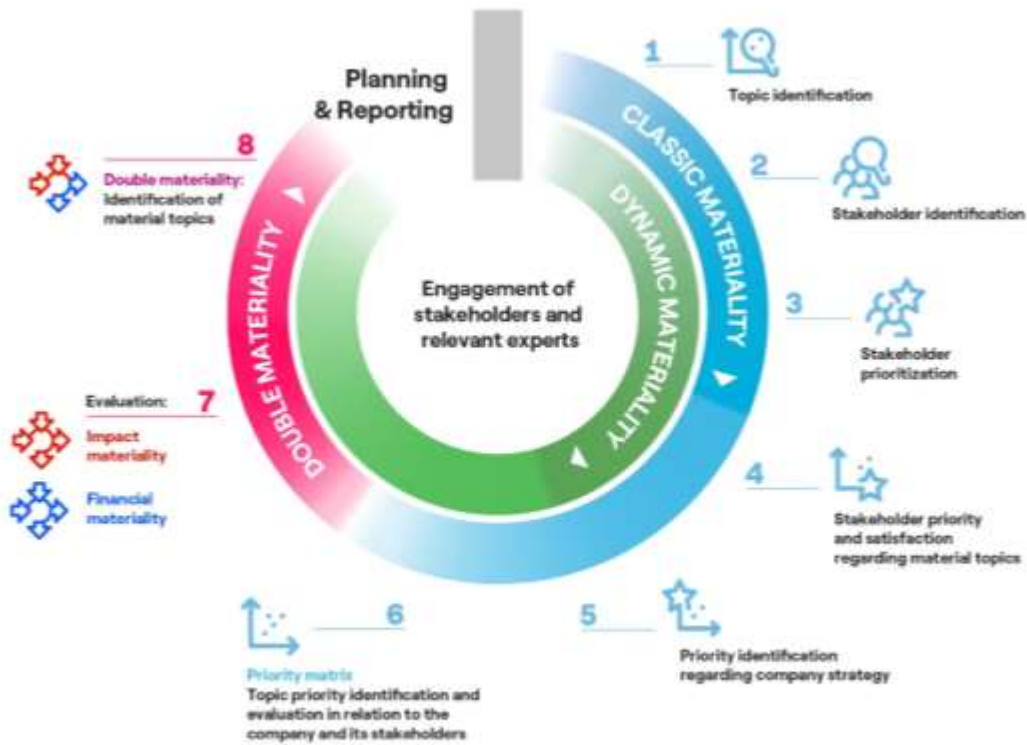 Planning
& Reporting
1
Topic identification
2
Stakeholder identification
3
Stakeholder
prioritization
4
Stakeholder priority
and satisfaction
regarding material topics
5
Priority identification
regarding company strategy
6
Priority matrix
Topic priority identification and
evaluation in relation to the
company and its stakeholders
7
Evaluation:
Impact
materiality
Financial
materiality
8
Double materiality:
Identification of
material topics
CLASSIC MATERIALITY
DYNAMIC MATERIALITY
DOUBLE MATERIALITY
Engagement of
stakeholders and
relevant experts